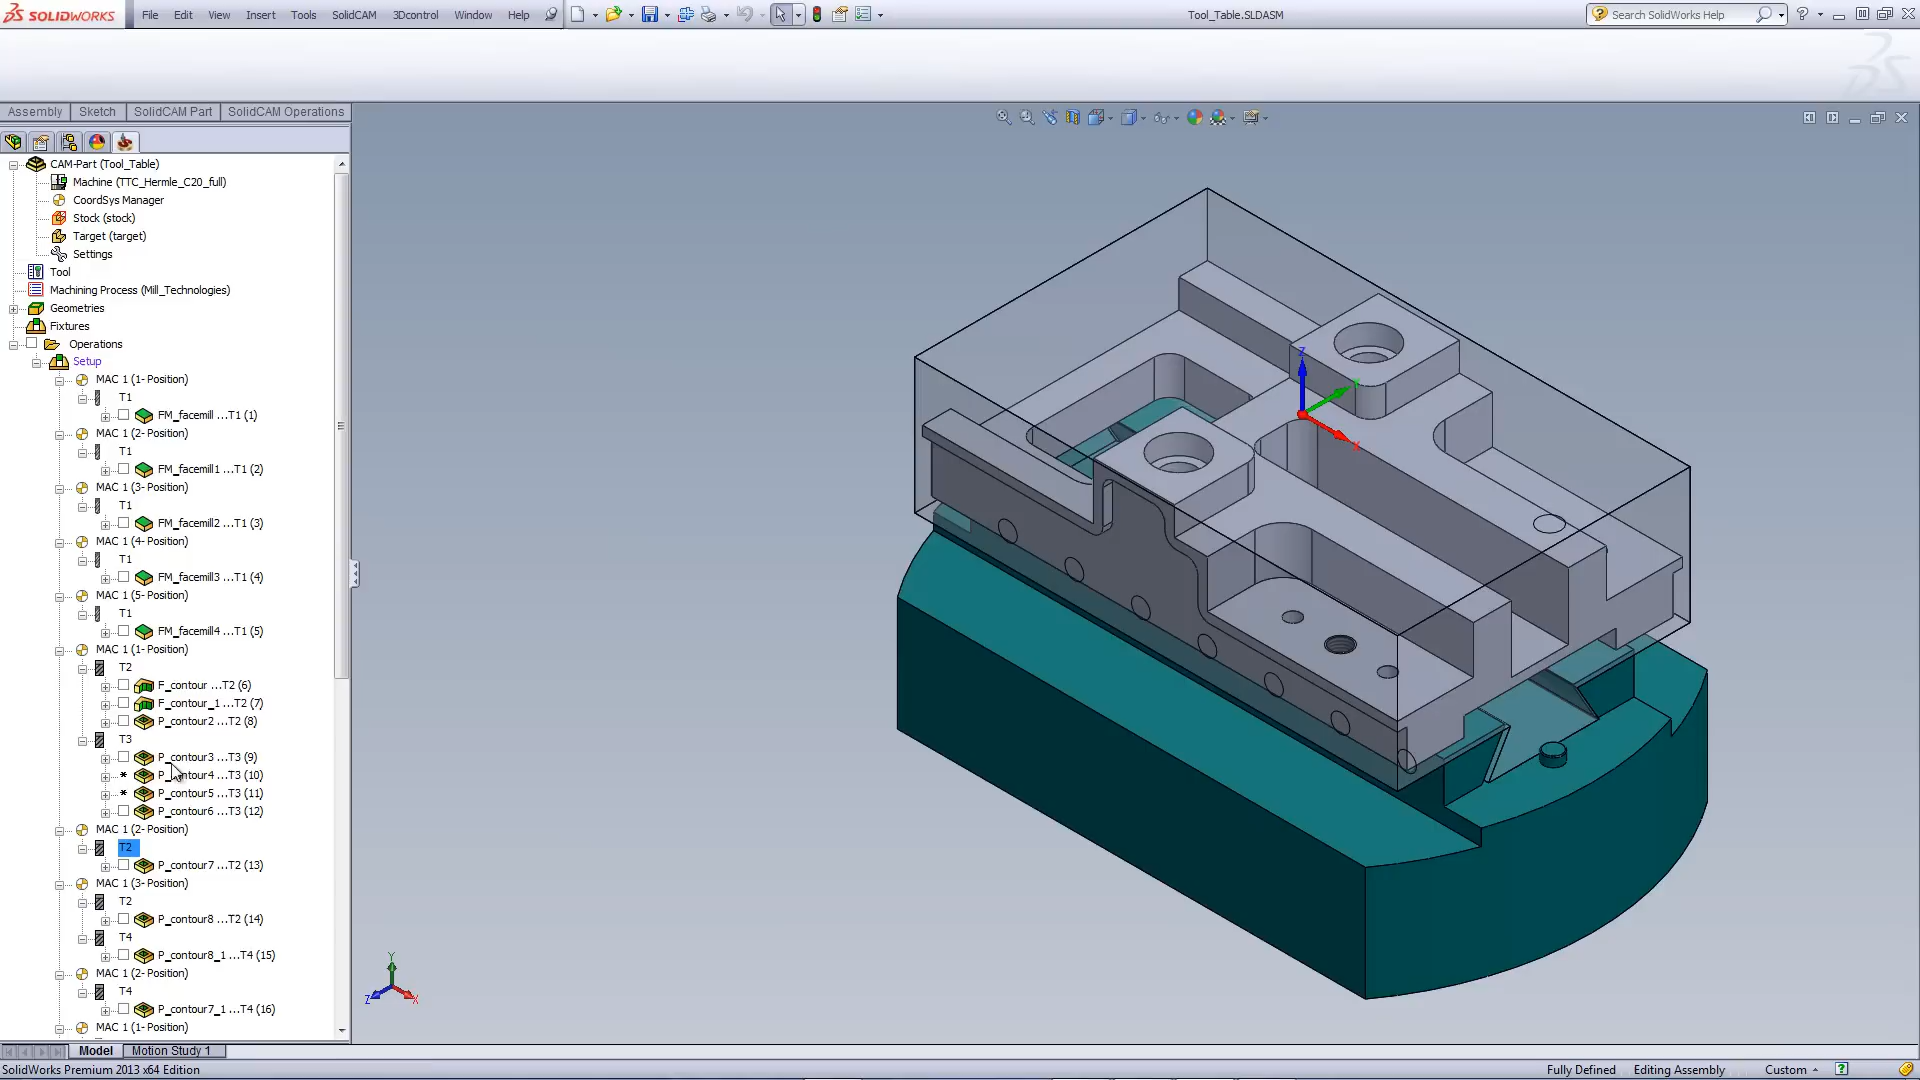 SOLIDWORKS File Edit View Insert Tools SolidCAM 3Dcontrol Window Help Tool_Table.SLDASM Search SolidWorks Help
Assembly Sketch SolidCAM Part SolidCAM Operations
CAM-Part (Tool_Table)
Machine (TTC_Hermle_C20_full)
CoordSys Manager
Stock (stock)
Target (target)
Settings
Tool
Machining Process (Mill_Technologies)
Geometries
Fixtures
Operations
Setup
MAC 1 (1- Position)
T1
FM_facemill ...T1 (1)
MAC 1 (2- Position)
T1
FM_facemill1 ...T1 (2)
MAC 1 (3- Position)
T1
FM_facemill2 ...T1 (3)
MAC 1 (4- Position)
T1
FM_facemill3 ...T1 (4)
MAC 1 (5- Position)
T1
FM_facemill4 ...T1 (5)
MAC 1 (1- Position)
T2
F_contour ...T2 (6)
F_contour_1 ...T2 (7)
P_contour2 ...T2 (8)
T3
P_contour3 ...T3 (9)
P_contour4 ...T3 (10)
P_contour5 ...T3 (11)
P_contour6 ...T3 (12)
MAC 1 (2- Position)
T2
P_contour7 ...T2 (13)
MAC 1 (3- Position)
T2
P_contour8 ...T2 (14)
T4
P_contour8_1 ...T4 (15)
MAC 1 (2- Position)
T4
P_contour7_1 ...T4 (16)
MAC 1 (1- Position)
Z
X
Y
Z
X
Model Motion Study 1
SolidWorks Premium 2013 x64 Edition Fully Defined Editing Assembly Custom